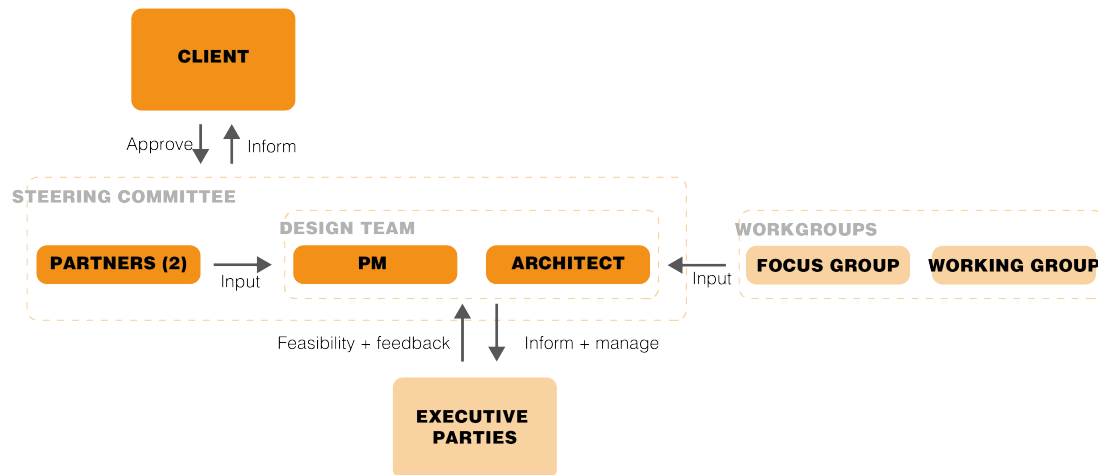 CLIENT
Approve
Inform
STEERING COMMITTEE
DESIGN TEAM
WORKGROUPS
PARTNERS (2)
PM
ARCHITECT
FOCUS GROUP
WORKING GROUP
Input
Input
Feasibility + feedback
Inform + manage
EXECUTIVE
PARTIES